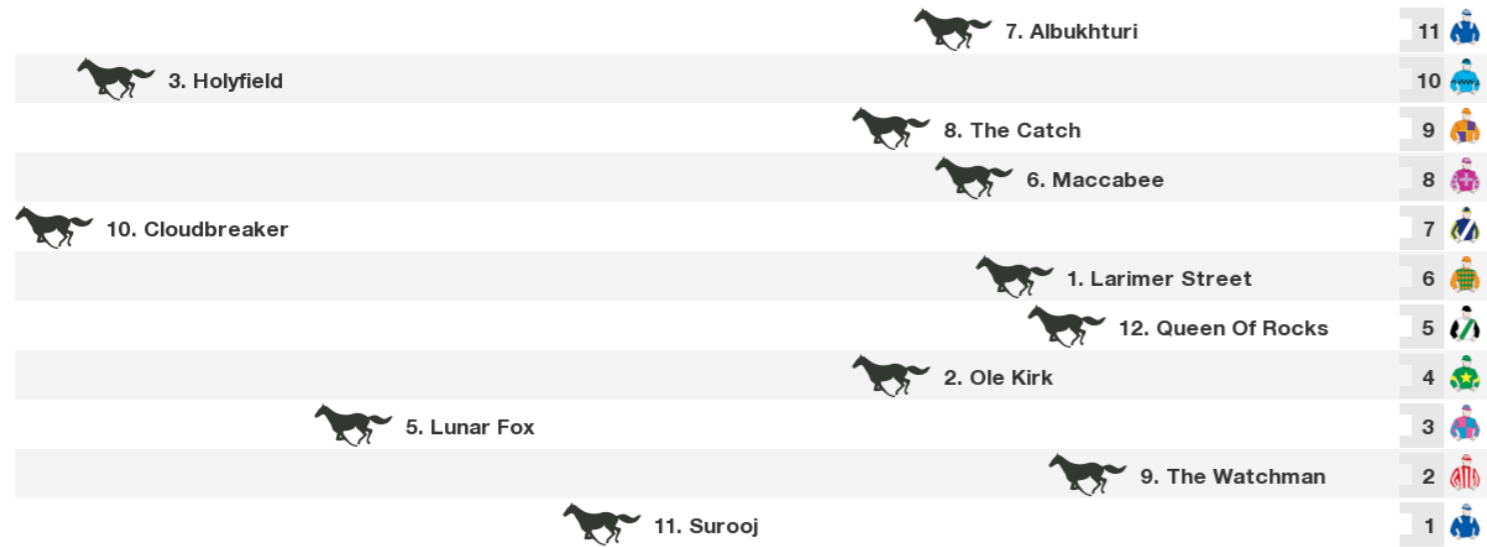 7. Albukhturi 11
3. Holyfield 10
8. The Catch 9
6. Maccabee 8
10. Cloudbreaker 7
1. Larimer Street 6
12. Queen Of Rocks 5
2. Ole Kirk 4
5. Lunar Fox 3
9. The Watchman 2
11. Surooj 1